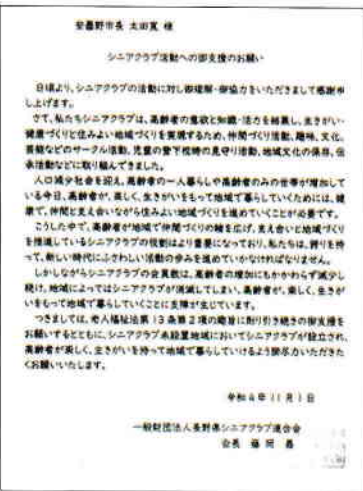 安曇野市長 太田寛 様
シニアクラブ活動への御支援のお願い
日頃より、シニアクラブの活動に対し御理解・御協力をいただきまして感謝申
し上げます。
さて、私たちシニアクラブは、高齢者の意欲と知識・活力を結集し、生きがい・
健康づくりと住みよい地域づくりを実現するため、仲間づくり活動、趣味、文化、
芸能などのサークル活動、児童の登下校時の見守り活動、地域文化の保存、伝
承活動などに取り組んできました。
人口減少社会を迎え、高齢者の一人暮らしや高齢者のみの世帯が増加して
いる今日、高齢者が、楽しく、生きがいをもって地域で暮らしていくためには、健
康で、仲間と支え合いながら住みよい地域づくりを進めていくことが必要です。
こうした中で、高齢者が地域で仲間づくりの輪を広げ、支え合いと地域づくり
を推進しているシニアクラブの役割はより重要になっており、私たちは、誇りを持
って、新しい時代にふさわしい活動の歩みを進めていかなければなりません。
しかしながらシニアクラブの会員数は、高齢者の増加にもかかわらず減少し
続け、地域によってはシニアクラブが消滅してしまい、高齢者が、楽しく、生きが
いをもって地域で暮らしていくことに支障が生じています。
つきましては、老人福祉法第13条第2項の趣旨に則り引き続きの御支援を
お願いするとともに、シニアクラブ未設置地域においてシニアクラブが設立され、
高齢者が楽しく、生きがいを持って地域で暮らしていけるよう御尽力いただきた
くお願いいたします。
令和4年11月1日
一般財団法人長野県シニアクラブ連合会
会長 藤岡